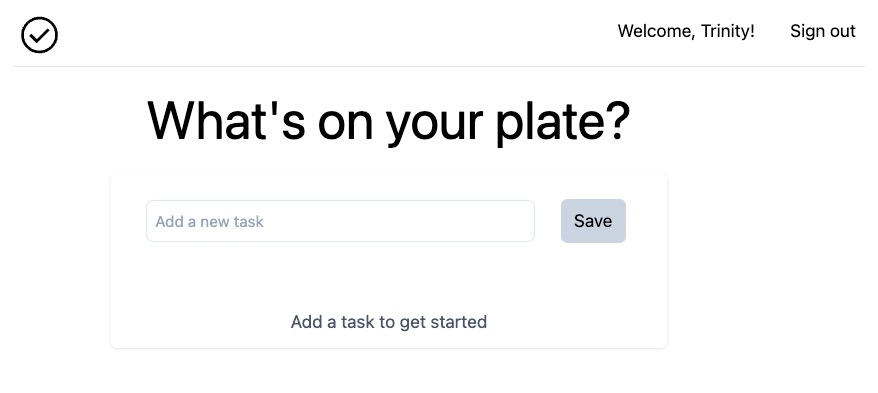 Welcome, Trinity! Sign out
What's on your plate?
Add a new task Save
Add a task to get started